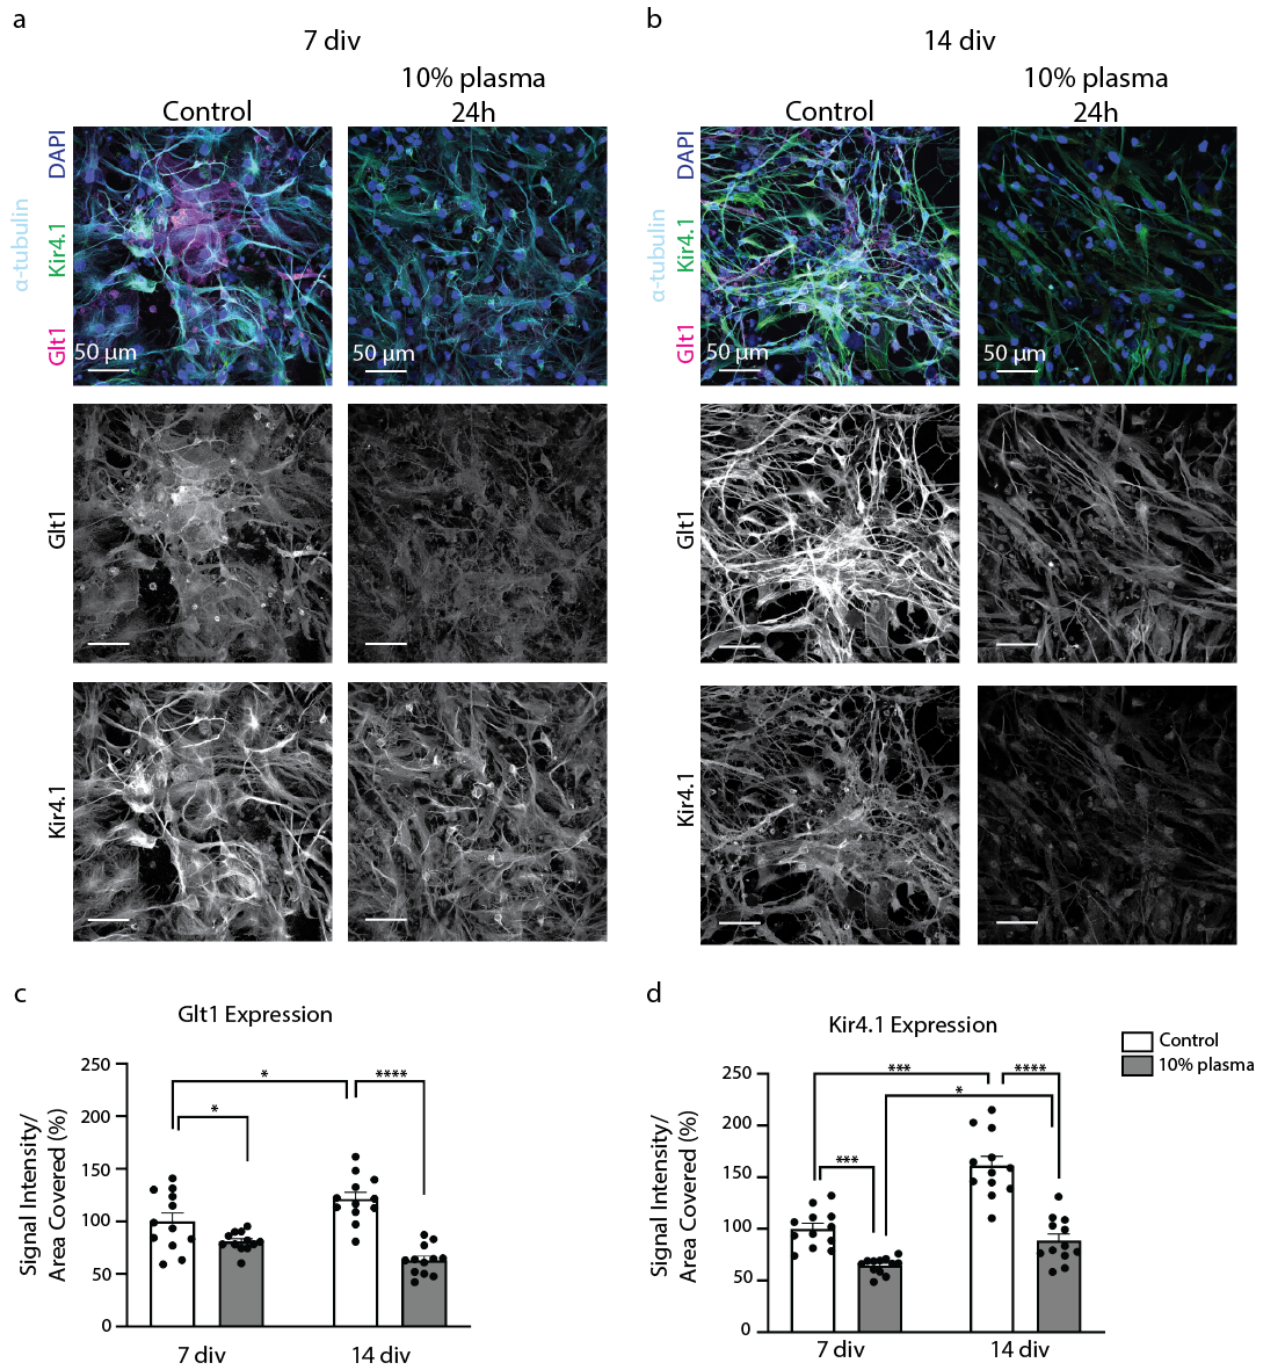 a
7 div
Control
10% plasma
24h
α-tubulin
Glt1 Kir4.1 DAPI
50 µm
50 µm
Glt1
Kir4.1
b
14 div
Control
10% plasma
24h
α-tubulin
Glt1 Kir4.1 DAPI
50 µm
50 µm
Glt1
Kir4.1
c
Glt1 Expression
Signal Intensity/
Area Covered (%)
250
200
150
100
50
0
*
*
****
7 div
14 div
d
Kir4.1 Expression
Control
10% plasma
Signal Intensity/
Area Covered (%)
250
200
150
100
50
0
***
****
*
***
7 div
14 div